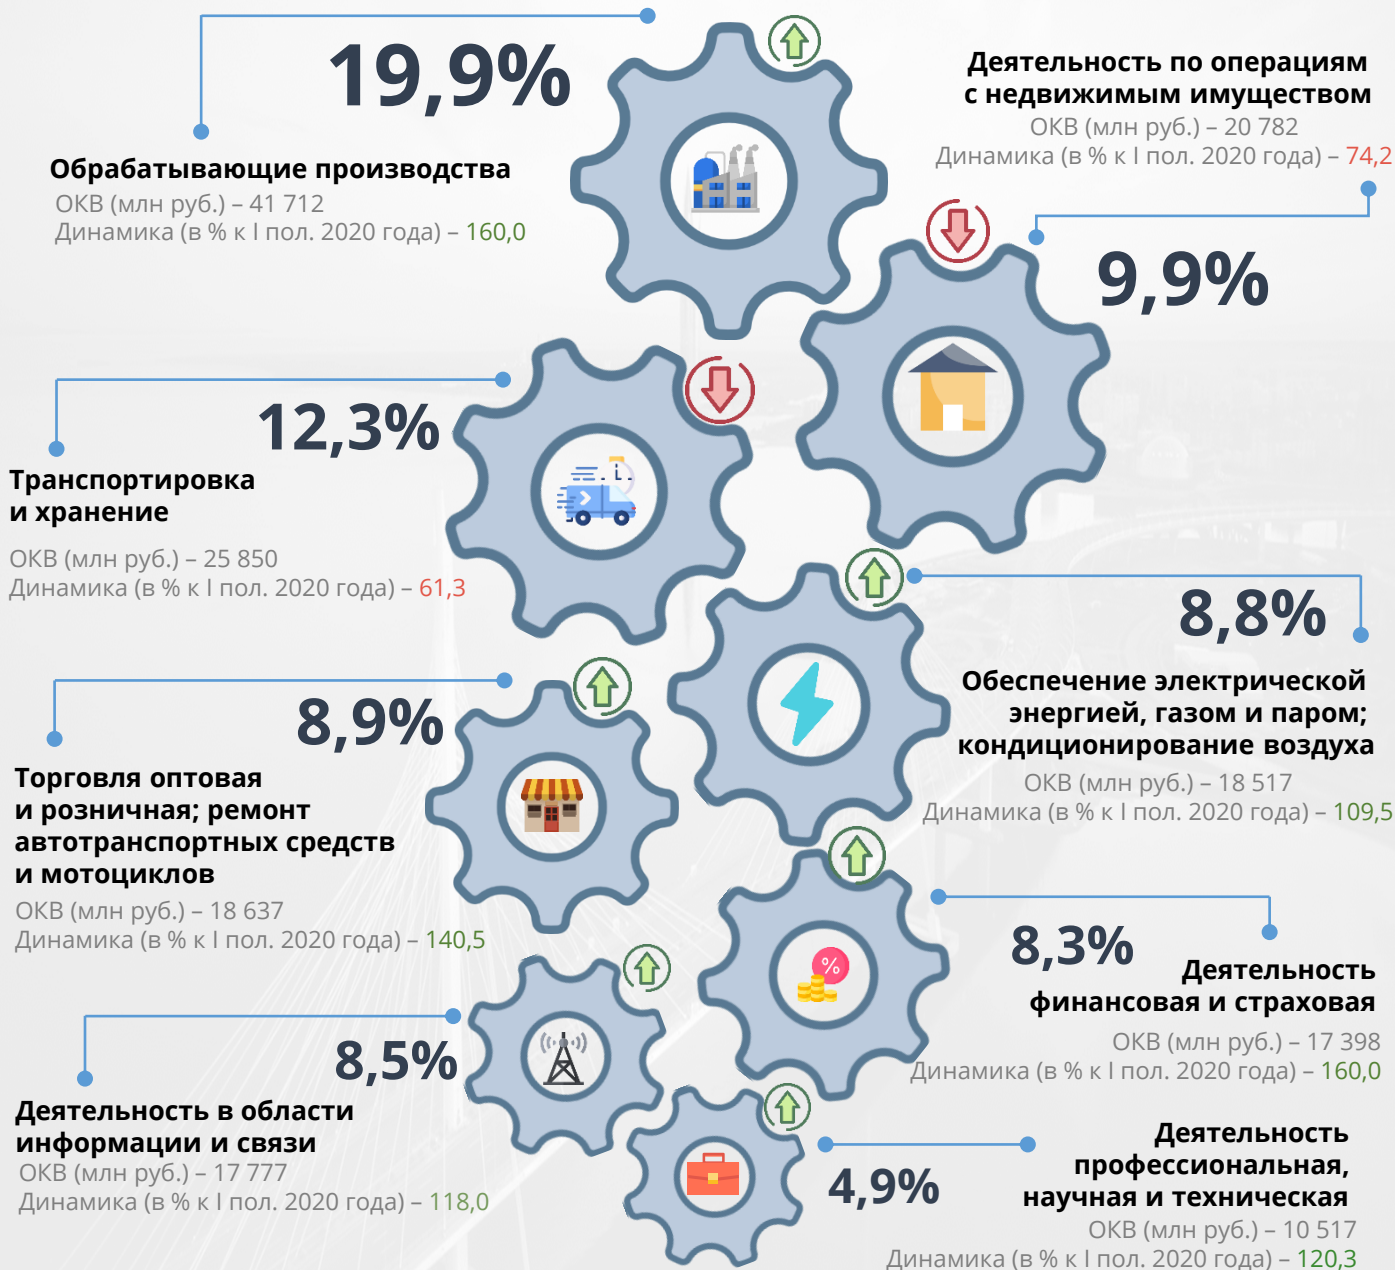 19,9%
Обрабатывающие производства
ОКВ (млн руб.) – 41 712
Динамика (в % к I пол. 2020 года) – 160,0
Деятельность по операциям
с недвижимым имуществом
ОКВ (млн руб.) – 20 782
Динамика (в % к I пол. 2020 года) – 74,2
9,9%
12,3%
Транспортировка
и хранение
ОКВ (млн руб.) – 25 850
Динамика (в % к I пол. 2020 года) – 61,3
8,8%
Обеспечение электрической
энергией, газом и паром;
кондиционирование воздуха
ОКВ (млн руб.) – 18 517
Динамика (в % к I пол. 2020 года) – 109,5
8,9%
Торговля оптовая
и розничная; ремонт
автотранспортных средств
и мотоциклов
ОКВ (млн руб.) – 18 637
Динамика (в % к I пол. 2020 года) – 140,5
%
8,3%
Деятельность
финансовая и страховая
ОКВ (млн руб.) – 17 398
Динамика (в % к I пол. 2020 года) – 160,0
8,5%
Деятельность в области
информации и связи
ОКВ (млн руб.) – 17 777
Динамика (в % к I пол. 2020 года) – 118,0
4,9%
Деятельность
профессиональная,
научная и техническая
ОКВ (млн руб.) – 10 517
Динамика (в % к I пол. 2020 года) – 120,3